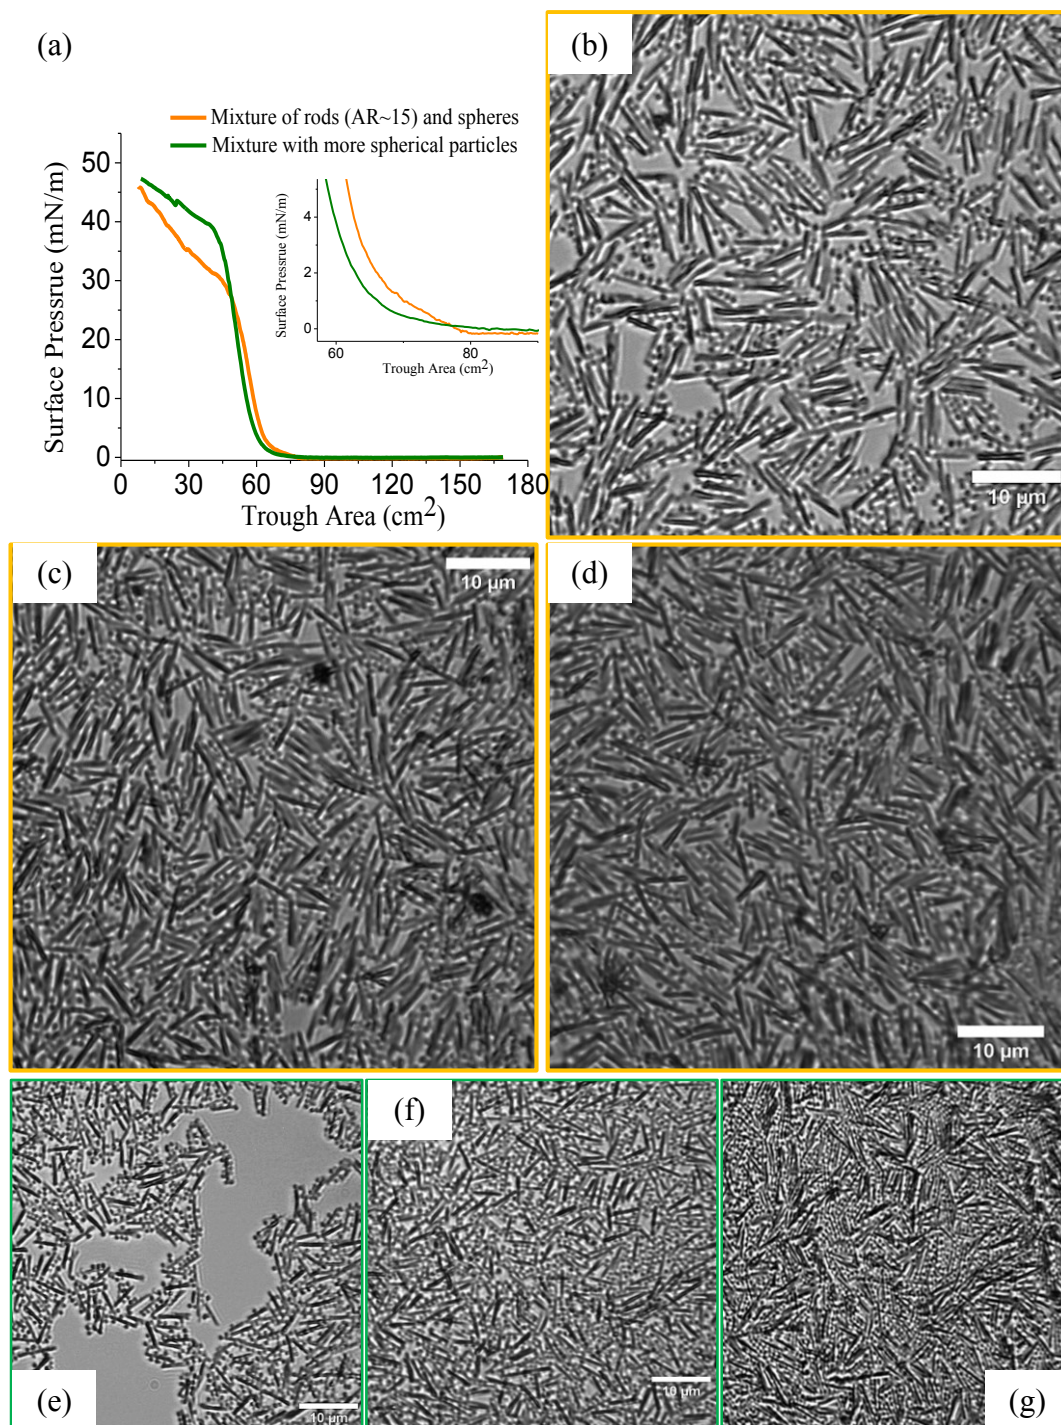 (a)
Mixture of rods (AR~15) and spheres
Mixture with more spherical particles
Surface Pressrue (mN/m)
50
40
30
20
10
0
0
30
60
90
120
150
180
Trough Area (cm2)
Surface Pressrue (mN/m)
4
2
0
60
80
Trough Area (cm2)
(b)
10 µm
(c)
10 µm
(d)
10 µm
(e)
10 µm
(f)
10 µm
(g)